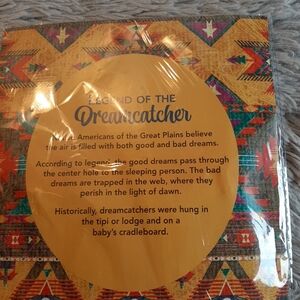 LEGEND OF THE
Dreamcatcher
Americans of the Great Plains believe
the air is filled with both good and bad dreams.
According to legend, the good dreams pass through
the center hole to the sleeping person. The bad
dreams are trapped in the web, where they
perish in the light of dawn.
Historically, dreamcatchers were hung in
the tipi or lodge and on a
baby's cradleboard.